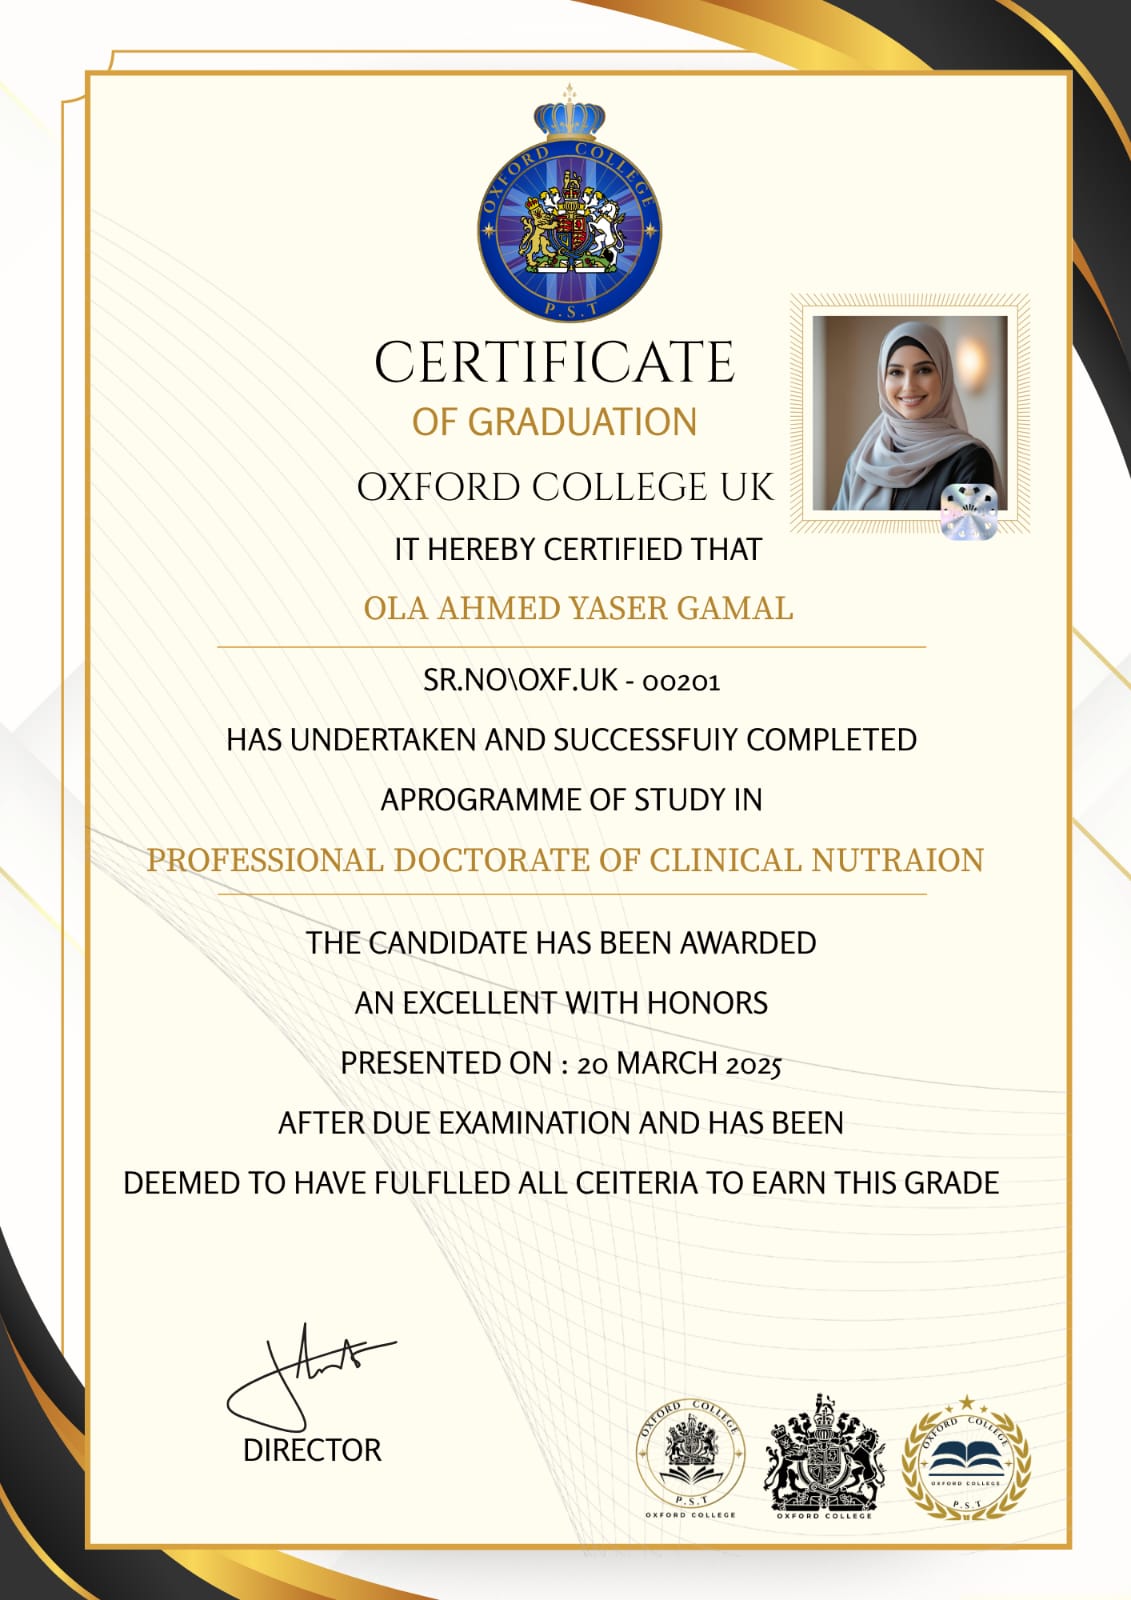 OXFORD COLLEGE
P.S.T
CERTIFICATE
OF GRADUATION
OXFORD COLLEGE UK
IT HEREBY CERTIFIED THAT
OLA AHMED YASER GAMAL
SR.NO\OXF.UK - 00201
HAS UNDERTAKEN AND SUCCESSFUIY COMPLETED
APROGRAMME OF STUDY IN
PROFESSIONAL DOCTORATE OF CLINICAL NUTRAION
THE CANDIDATE HAS BEEN AWARDED
AN EXCELLENT WITH HONORS
PRESENTED ON : 20 MARCH 2025
AFTER DUE EXAMINATION AND HAS BEEN
DEEMED TO HAVE FULFLLED ALL CEITERIA TO EARN THIS GRADE
DIRECTOR
OXFORD COLLEGE
P.S.T
OXFORD COLLEGE
OXFORD COLLEGE
OXFORD COLLEGE
OXFORD COLLEGE
P.S.T